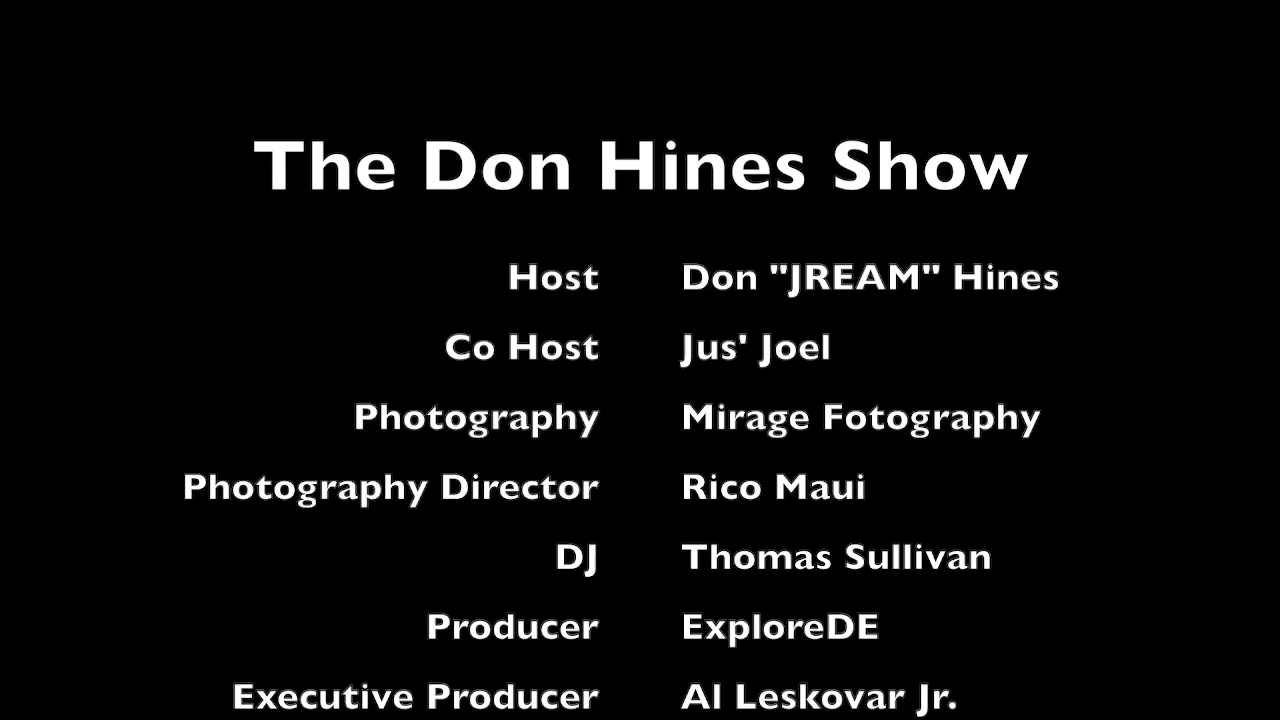 The Don Hines Show
Host Don "JREAM" Hines
Co Host Jus' Joel
Photography Mirage Fotography
Photography Director Rico Maui
DJ Thomas Sullivan
Producer ExploreDE
Executive Producer Al Leskovar Jr.